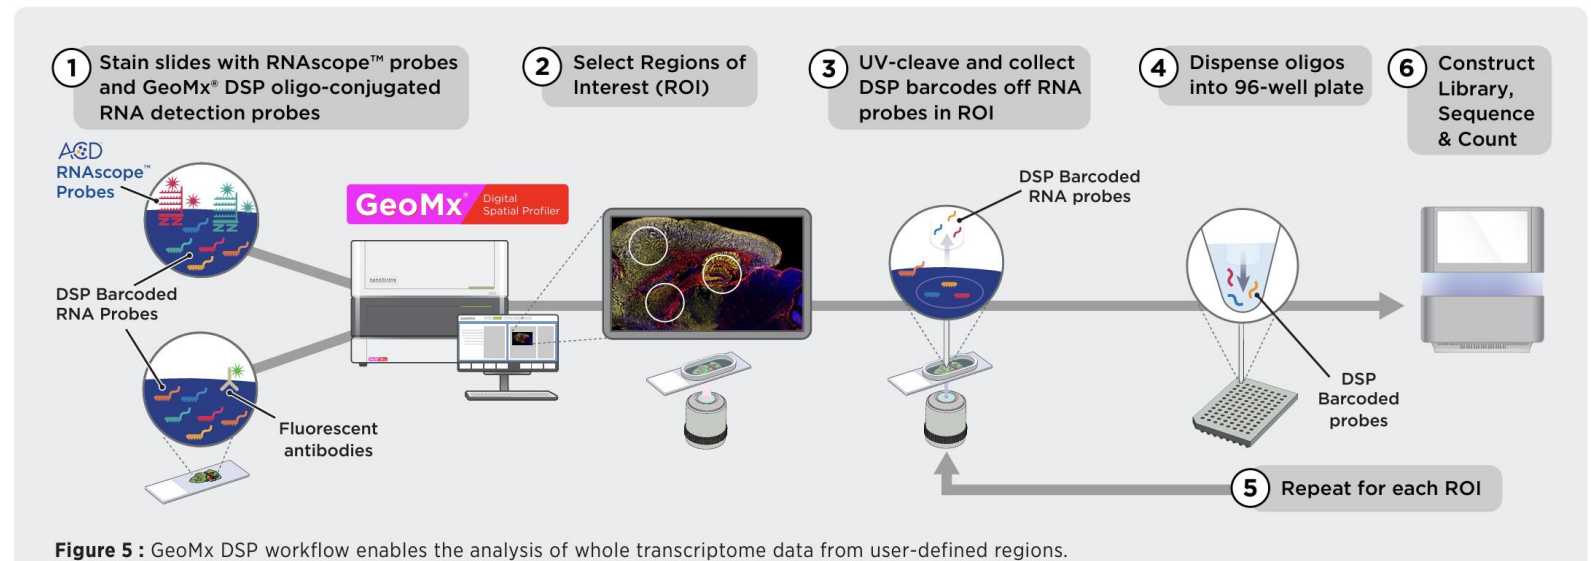 1
Stain slides with RNAscope™ probes
and GeoMx® DSP oligo-conjugated
RNA detection probes
2
Select Regions of
Interest (ROI)
3
UV-cleave and collect
DSP barcodes off RNA
probes in ROI
4
Dispense oligos
into 96-well plate
6
Construct
Library,
Sequence
& Count
ACD
RNAscope™
Probes
GeoMx® Digital
Spatial Profiler
DSP Barcoded
RNA probes
nanoString
DSP Barcoded
RNA Probes
Fluorescent
antibodies
DSP
Barcoded
probes
5
Repeat for each ROI
Figure 5 : GeoMx DSP workflow enables the analysis of whole transcriptome data from user-defined regions.